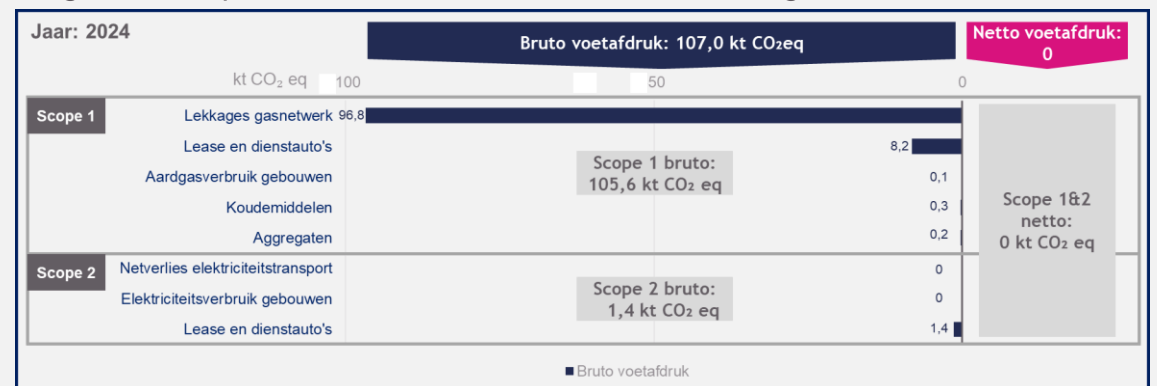 Jaar: 2024
Bruto voetafdruk: 107,0 kt CO₂eq
Netto voetafdruk:
0
kt CO₂ eq 100 50 0
Scope 1
Lekkages gasnetwerk 96,8
Lease en dienstauto's 8,2
Aardgasverbruik gebouwen 0,1
Koudemiddelen 0,3
Aggregaten 0,2
Scope 1 bruto:
105,6 kt CO₂ eq
Scope 2
Netverlies elektriciteitstransport 0
Elektriciteitsverbruik gebouwen 0
Lease en dienstauto's 1,4
Scope 2 bruto:
1,4 kt CO₂ eq
Scope 1&2
netto:
0 kt CO₂ eq
Bruto voetafdruk